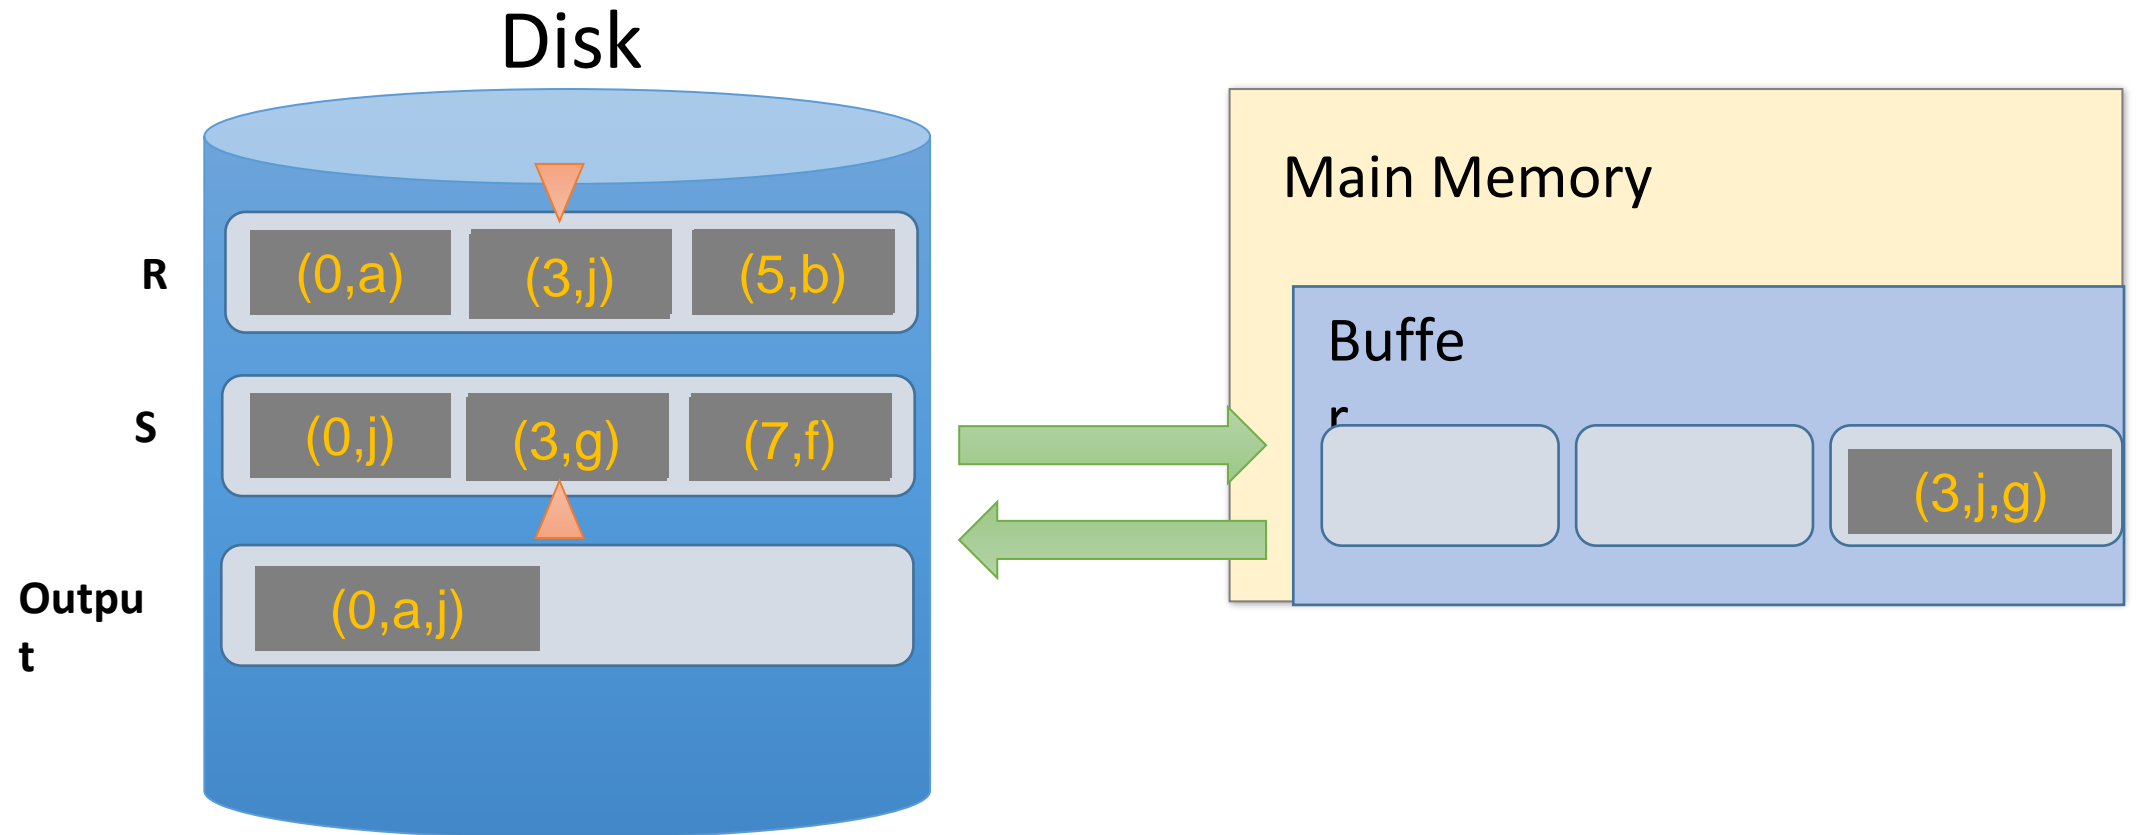 Disk
Main Memory
R
(0,a)
(3,j)
(5,b)
Buffe
r
S
(0,j)
(3,g)
(7,f)
(3,j,g)
Outpu
t
(0,a,j)